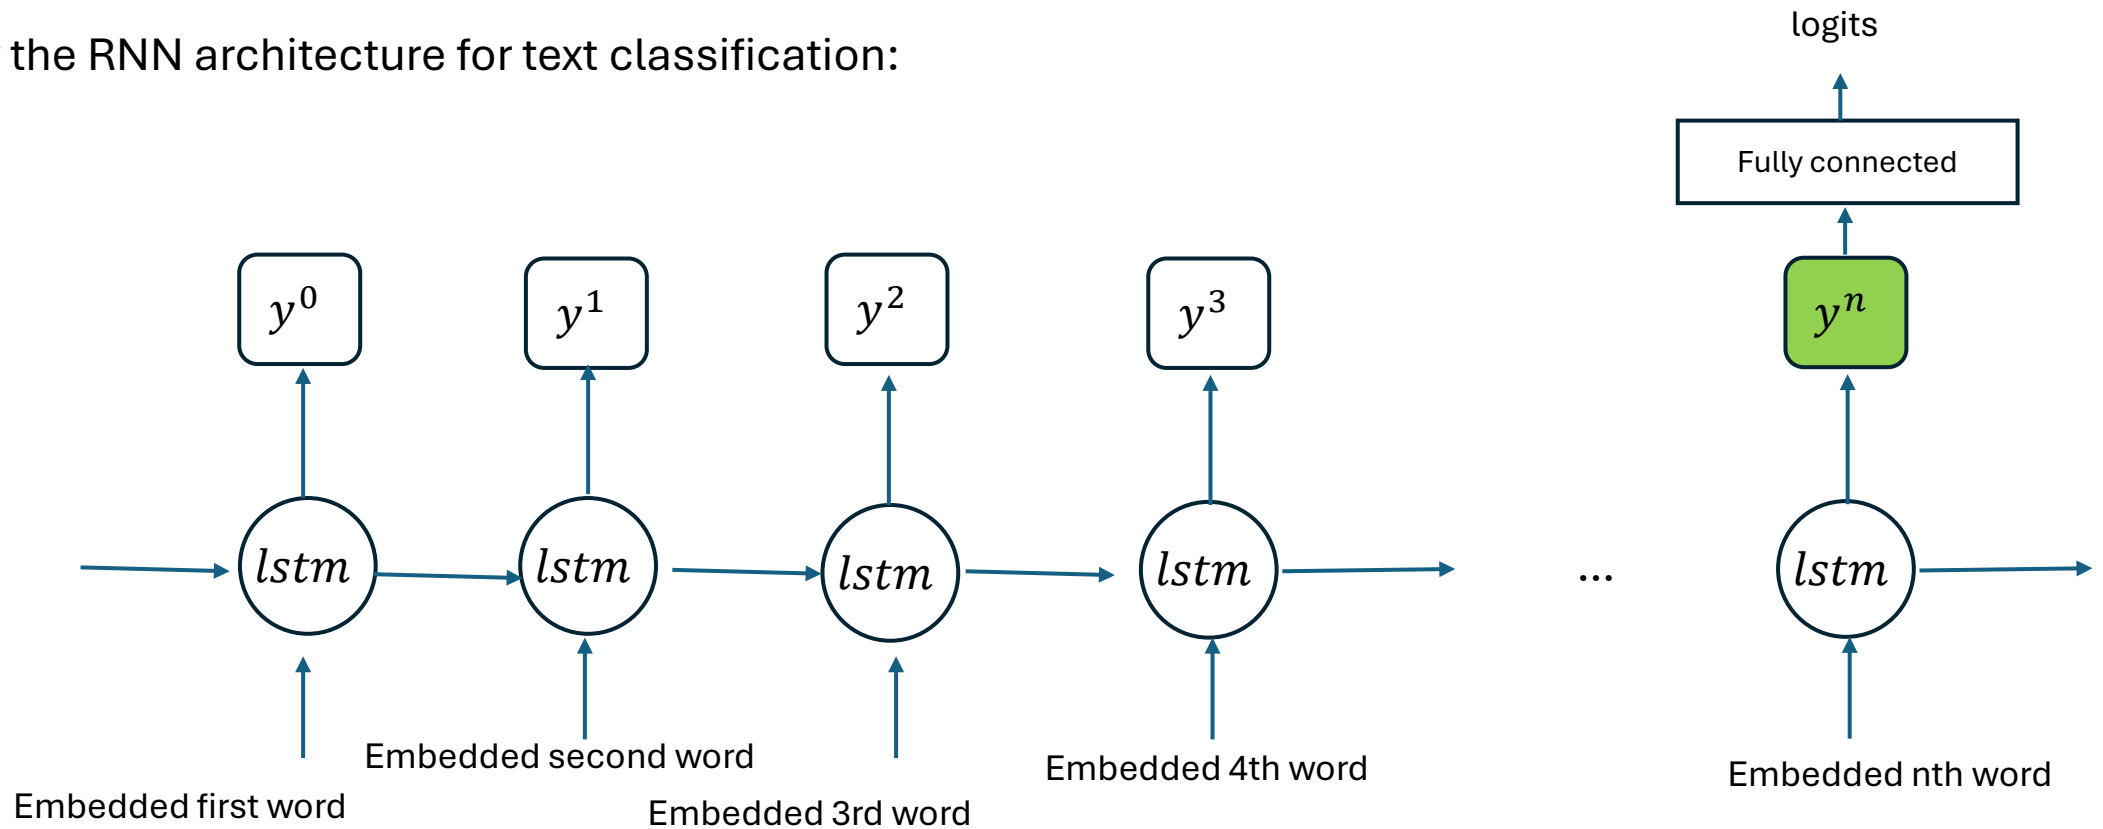 the RNN architecture for text classification:
logits
Fully connected
y^0
y^1
y^2
y^3
y^n
lstm
lstm
lstm
lstm
...
lstm
Embedded first word
Embedded second word
Embedded 3rd word
Embedded 4th word
Embedded nth word